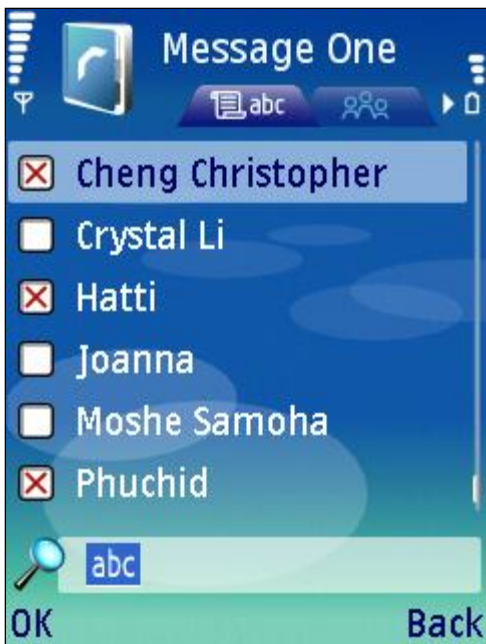 Message One
abc
Cheng Christopher
Crystal Li
Hatti
Joanna
Moshe Samoha
Phuchid
abc
OK Back